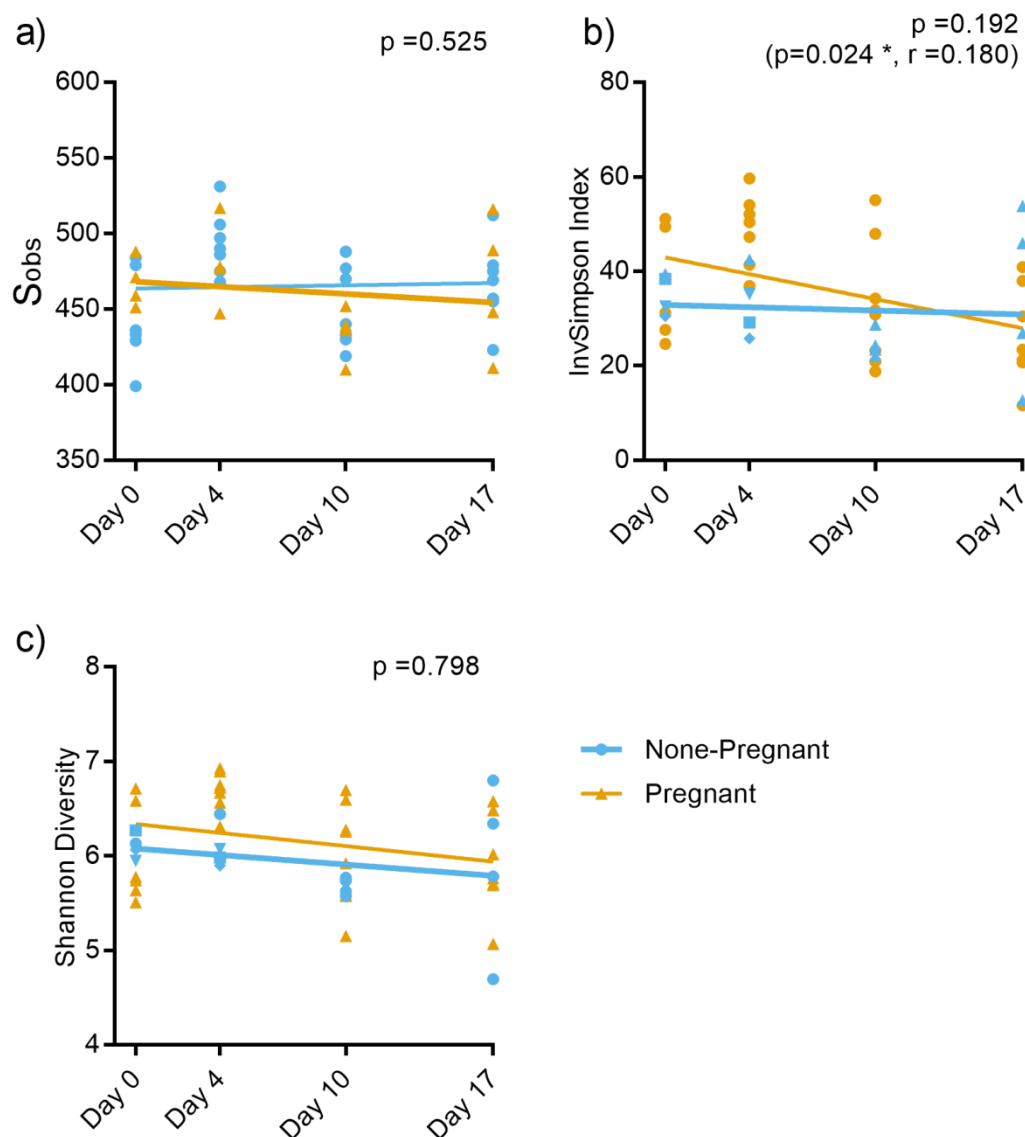 a)
p =0.525
600
550
500
450
400
350
Sobs
Day 0
Day 4
Day 10
Day 17
b)
p =0.192
(p=0.024 *, r =0.180)
80
60
40
20
0
InvSimpson Index
Day 0
Day 4
Day 10
Day 17
c)
p =0.798
8
7
6
5
4
Shannon Diversity
Day 0
Day 4
Day 10
Day 17
None-Pregnant
Pregnant